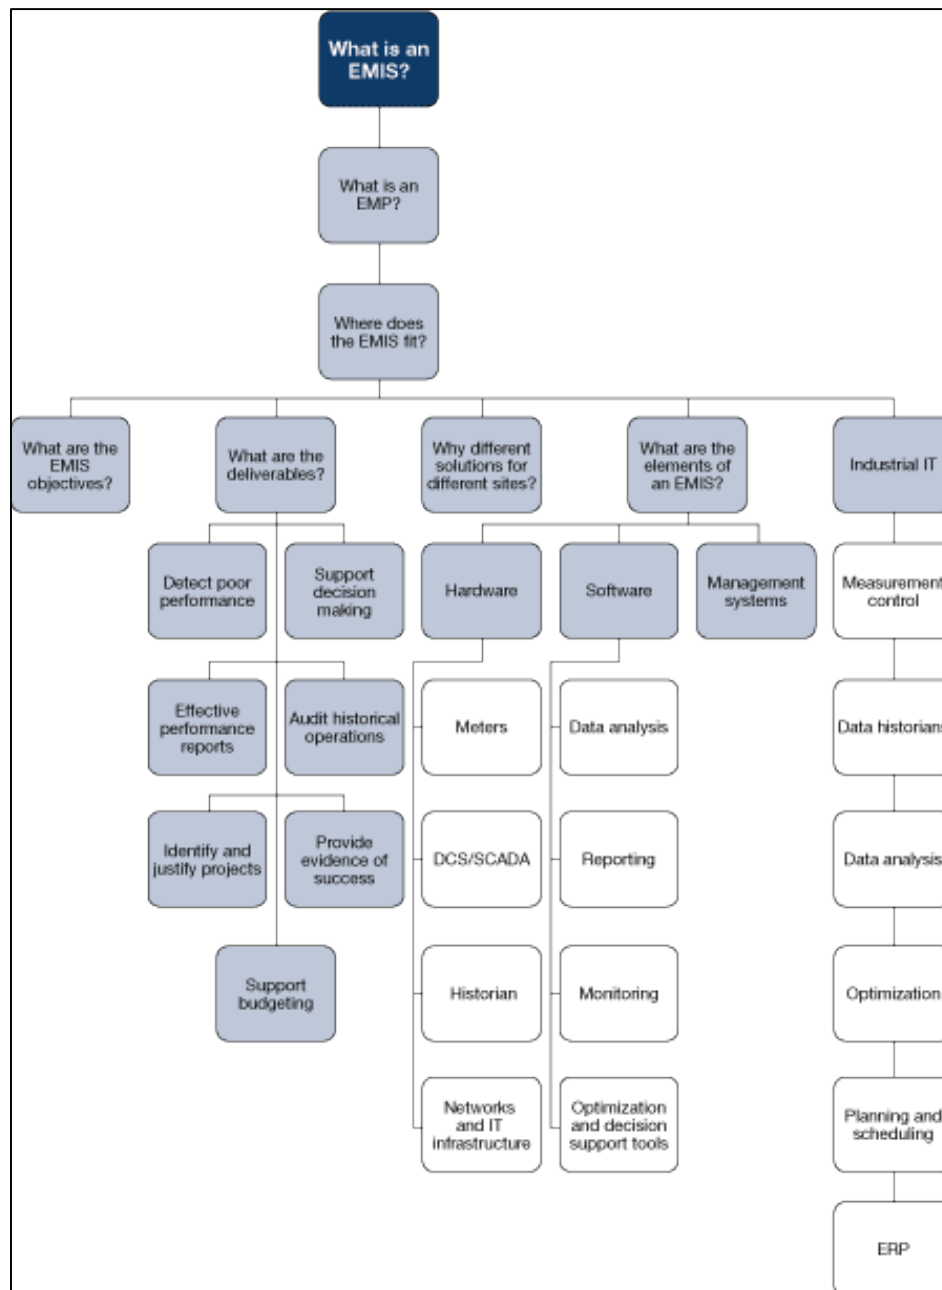 What is an
EMIS?
What is an
EMP?
Where does
the EMIS fit?
What are the
EMIS
objectives?
What are the
deliverables?
Why different
solutions for
different sites?
What are the
elements of
an EMIS?
Industrial IT
Detect poor
performance
Support
decision
making
Hardware
Software
Management
systems
Measurement
control
Effective
performance
reports
Audit historical
operations
Meters
Data analysis
Data historians
Identify and
justify projects
Provide
evidence of
success
DCS/SCADA
Reporting
Data analysis
Support
budgeting
Historian
Monitoring
Optimization
Networks
and IT
infrastructure
Optimization
and decision
support tools
Planning and
scheduling
ERP